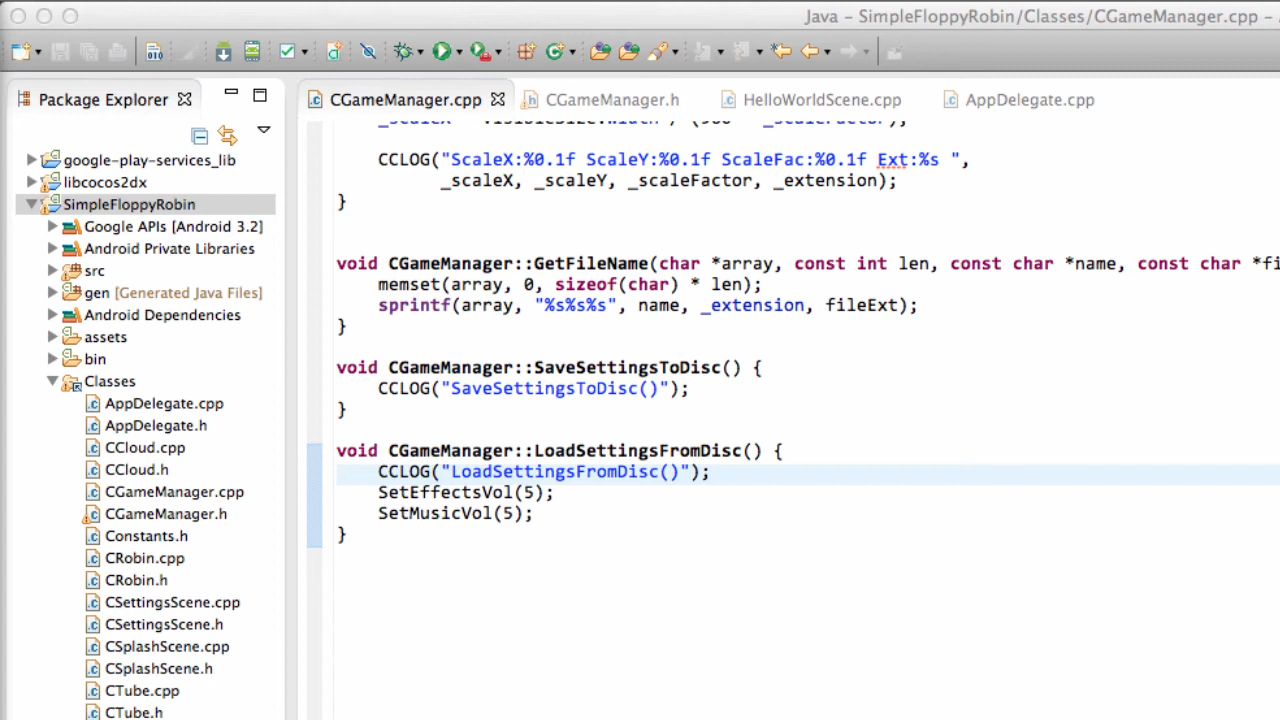 Java – SimpleFloppyRobin/Classes/CGameManager.cpp –
Package Explorer
CGameManager.cpp
CGameManager.h
HelloWorldScene.cpp
AppDelegate.cpp
google-play-services_lib
libcocos2dx
SimpleFloppyRobin
Google APIs [Android 3.2]
Android Private Libraries
src
gen [Generated Java Files]
Android Dependencies
assets
bin
Classes
AppDelegate.cpp
AppDelegate.h
CCloud.cpp
CCloud.h
CGameManager.cpp
CGameManager.h
Constants.h
CRobin.cpp
CRobin.h
CSettingsScene.cpp
CSettingsScene.h
CSplashScene.cpp
CSplashScene.h
CTube.cpp
CTube.h
CCLOG("ScaleX:%0.1f ScaleY:%0.1f ScaleFac:%0.1f Ext:%s ",
_scaleX, _scaleY, _scaleFactor, _extension);
}
void CGameManager::GetFileName(char *array, const int len, const char *name, const char *fi
memset(array, 0, sizeof(char) * len);
sprintf(array, "%s%s%s", name, _extension, fileExt);
}
void CGameManager::SaveSettingsToDisc() {
CCLOG("SaveSettingsToDisc()");
}
void CGameManager::LoadSettingsFromDisc() {
CCLOG("LoadSettingsFromDisc()");
SetEffectsVol(5);
SetMusicVol(5);
}